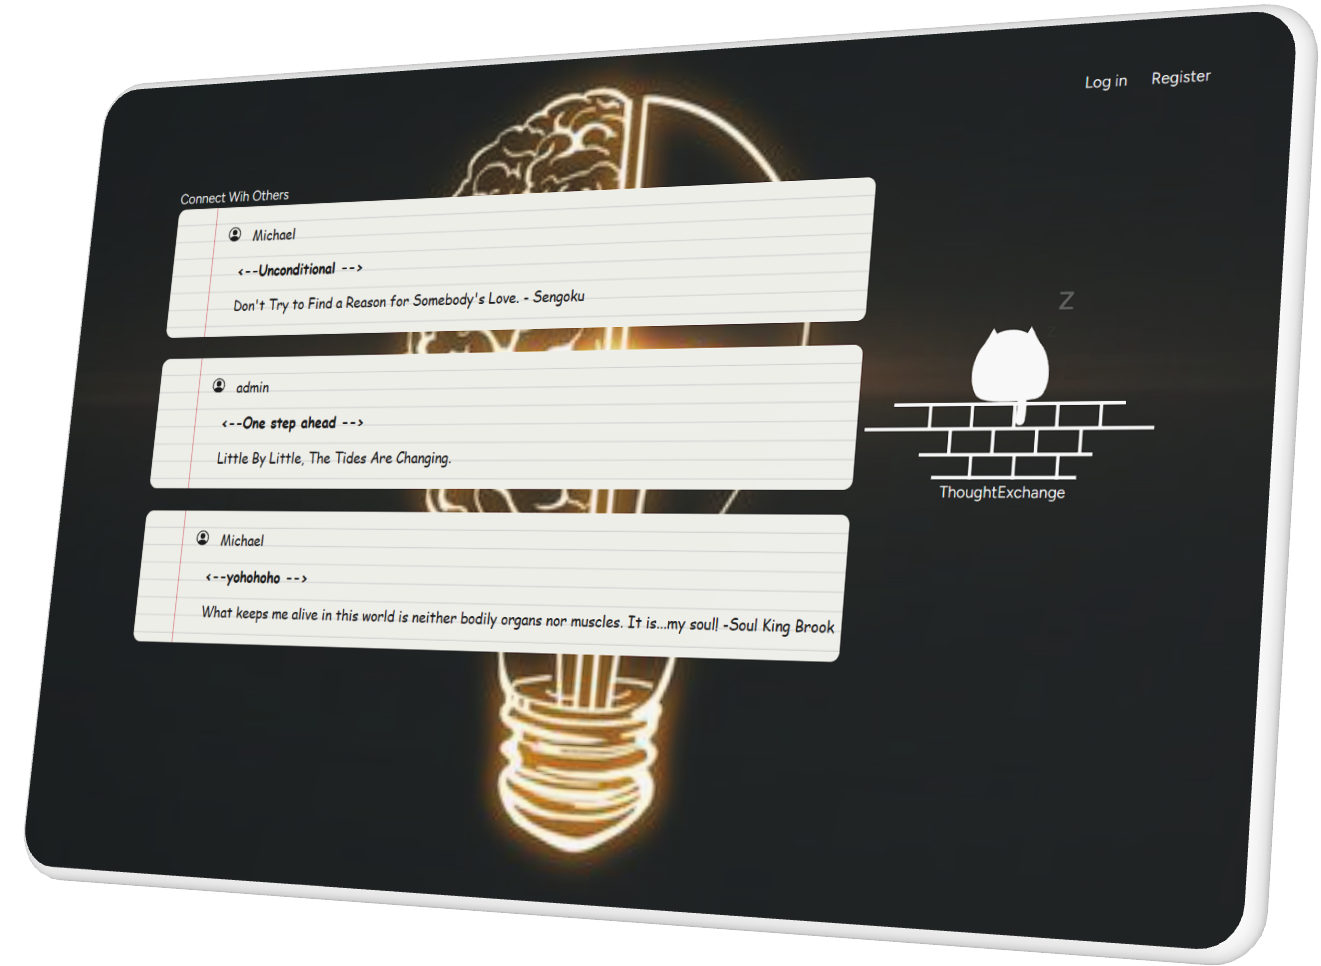 Log in Register
Connect Wih Others
Michael
<--Unconditional -->
Don't Try to Find a Reason for Somebody's Love. - Sengoku
admin
<--One step ahead -->
Little By Little, The Tides Are Changing.
Michael
<--yohohoho -->
What keeps me alive in this world is neither bodily organs nor muscles. It is...my soul! -Soul King Brook
Z
ThoughtExchange